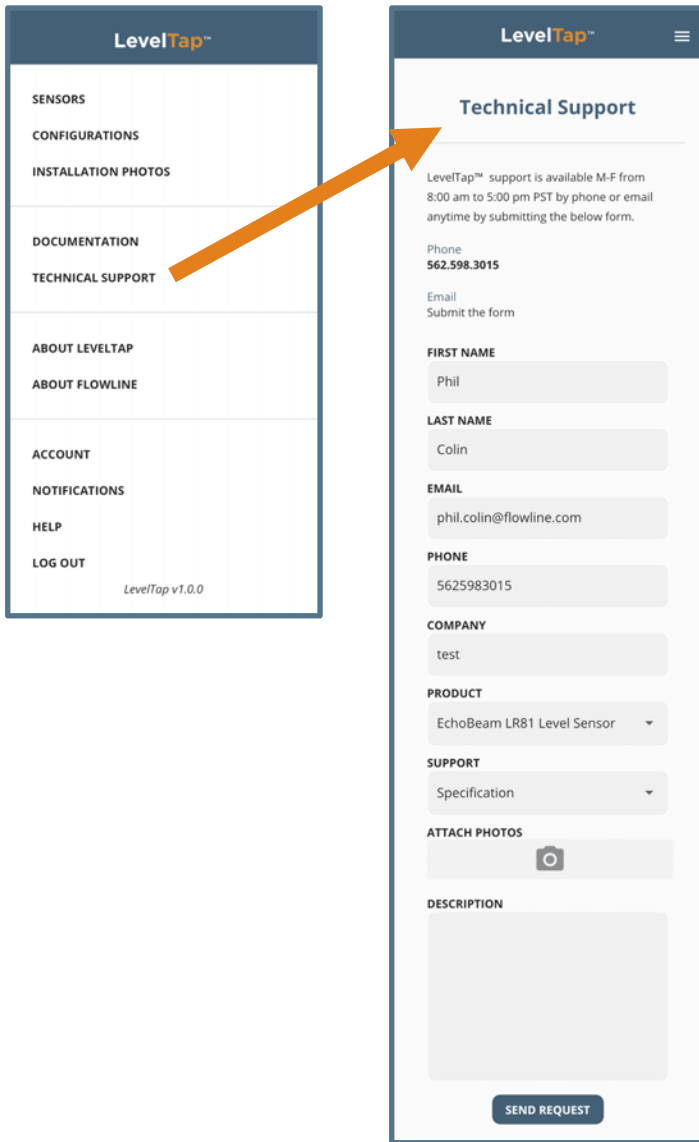 LevelTap™
SENSORS
CONFIGURATIONS
INSTALLATION PHOTOS
DOCUMENTATION
TECHNICAL SUPPORT
ABOUT LEVELTAP
ABOUT FLOWLINE
ACCOUNT
NOTIFICATIONS
HELP
LOG OUT
LevelTap v1.0.0
LevelTap™
Technical Support
LevelTap™ support is available M-F from
8:00 am to 5:00 pm PST by phone or email
anytime by submitting the below form.
Phone
562.598.3015
Email
Submit the form
FIRST NAME
Phil
LAST NAME
Colin
EMAIL
phil.colin@flowline.com
PHONE
5625983015
COMPANY
test
PRODUCT
EchoBeam LR81 Level Sensor
SUPPORT
Specification
ATTACH PHOTOS
DESCRIPTION
SEND REQUEST